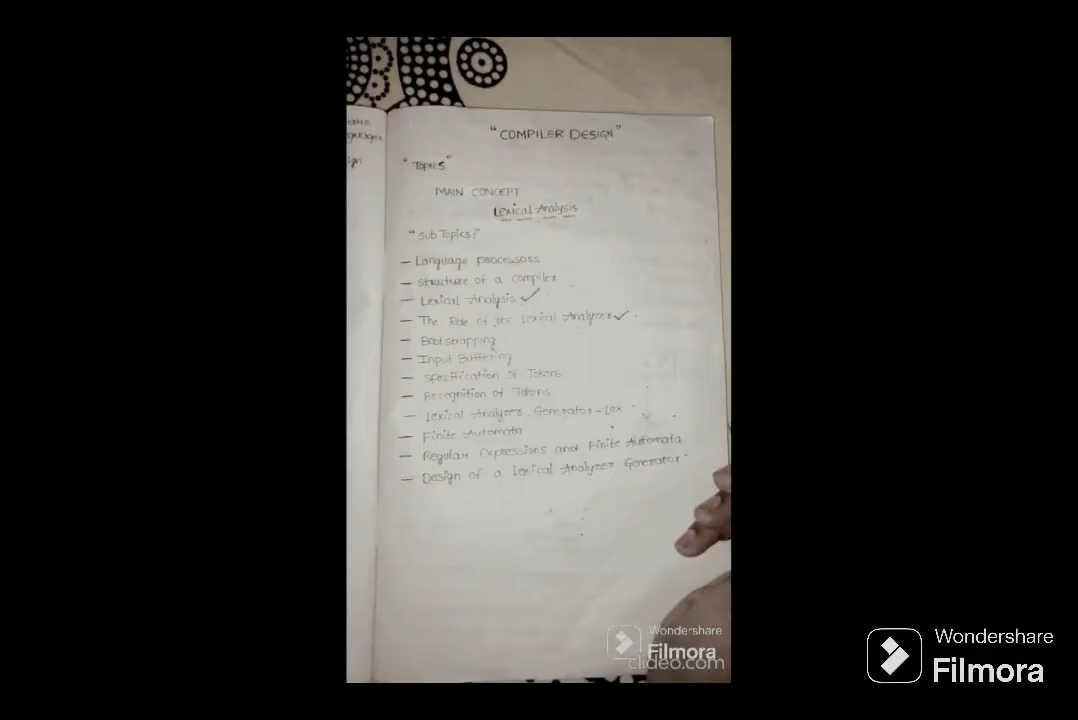 "COMPILER DESIGN"
"Topics"
MAIN CONCEPT
Lexical Analysis
"Sub Topics:"
— Language processors
— Structure of a compiler
— Lexical Analysis ✓
— The Role of the Lexical Analyzer ✓
— Bootstrapping
— Input Buffering
— Specification of Tokens
— Recognition of Tokens
— Lexical Analyzer Generator-Lex
— Finite Automata
— Regular Expressions and Finite Automata
— Design of a Lexical Analyzer Generator
Wondershare
Filmora
clideo.com
Wondershare
Filmora